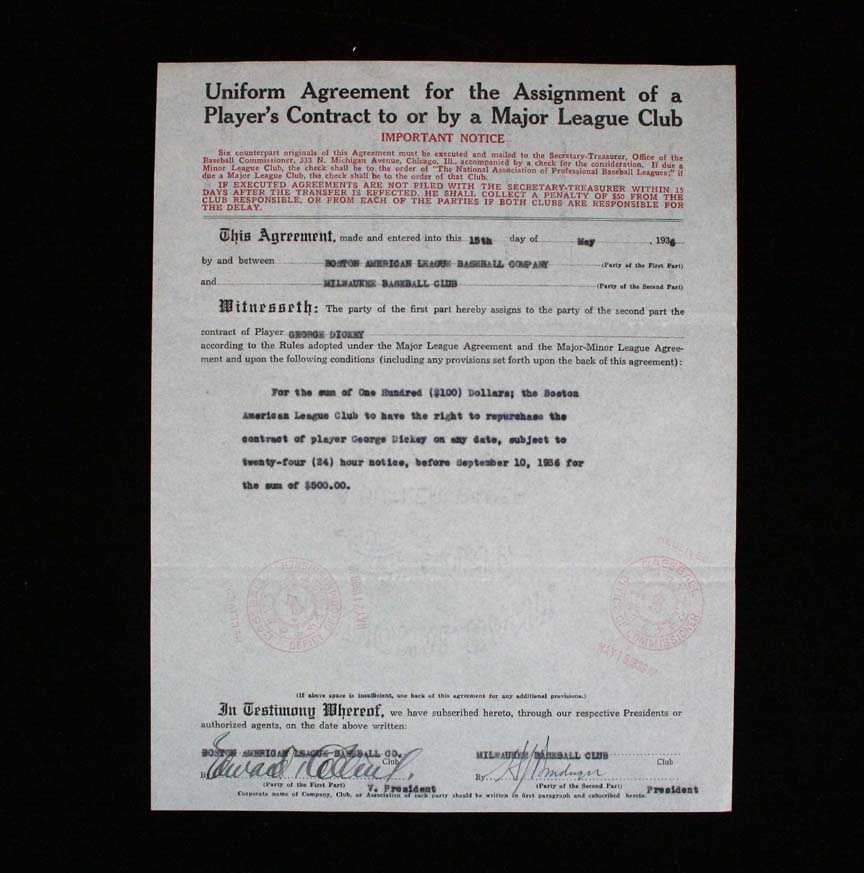 Uniform Agreement for the Assignment of a
Player's Contract to or by a Major League Club
IMPORTANT NOTICE
Six counterpart originals of this Agreement must be executed and mailed to the Secretary-Treasurer, Office of the
Baseball Commissioner, 333 N. Michigan Avenue, Chicago, Ill., accompanied by a check for the consideration. If due a
Minor League Club, the check shall be to the order of "The National Association of Professional Baseball Leagues;" if
due a Major League Club, the check shall be to the order of that Club.
IF EXECUTED AGREEMENTS ARE NOT FILED WITH THE SECRETARY-TREASURER WITHIN 15
DAYS AFTER THE TRANSFER IS EFFECTED, HE SHALL COLLECT A PENALTY OF $50 FROM THE
CLUB RESPONSIBLE, OR FROM EACH OF THE PARTIES IF BOTH CLUBS ARE RESPONSIBLE FOR
THE DELAY.
This Agreement, made and entered into this 15th day of May, 1936
by and between BOSTON AMERICAN LEAGUE BASEBALL COMPANY (Party of the First Part)
and MILWAUKEE BASEBALL CLUB (Party of the Second Part)
Witnesseth: The party of the first part hereby assigns to the party of the second part the
contract of Player GEORGE DICKEY
according to the Rules adopted under the Major League Agreement and the Major-Minor League Agree-
ment and upon the following conditions (including any provisions set forth upon the back of this agreement):
For the sum of One Hundred ($100) Dollars; the Boston
American League Club to have the right to repurchase the
contract of player George Dickey on any date, subject to
twenty-four (24) hour notice, before September 10, 1936 for
the sum of $500.00.
RECEIVED
BASEBALL
OFFICE OF COMMISSIONER
(If above space is insufficient, use back of this agreement for any additional provisions.)
In Testimony Whereof, we have subscribed hereto, through our respective Presidents or
authorized agents, on the date above written:
BOSTON AMERICAN LEAGUE BASEBALL CO. Club
MILWAUKEE BASEBALL CLUB Club
By Edward T. Collins
By
(Party of the First Part) V. President
(Party of the Second Part) President
Corporate name of Company, Club, or Association of each party should be written in first paragraph and subscribed hereto.